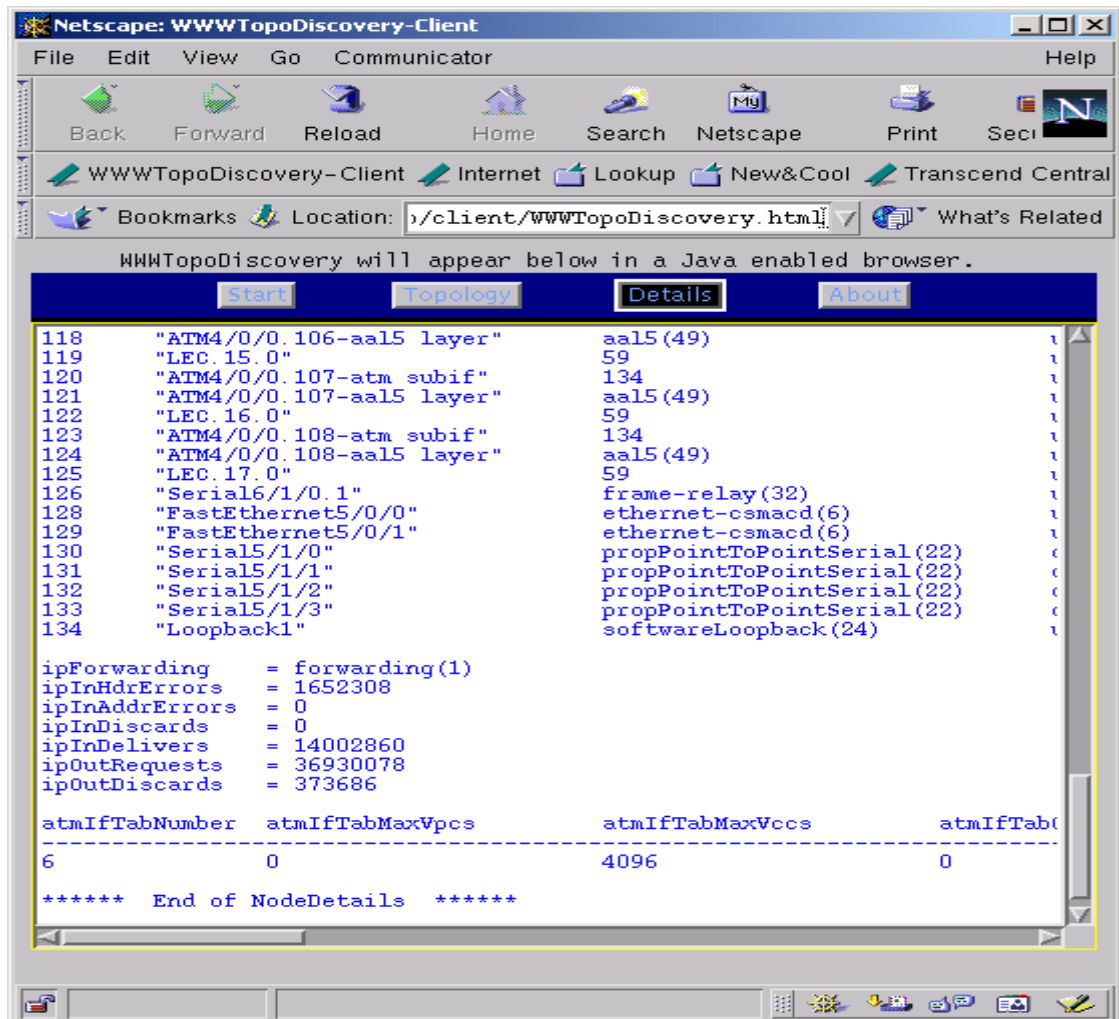 Netscape: WWWTopoDiscovery-Client
File Edit View Go Communicator Help
My N
Back Forward Reload Home Search Netscape Print Seci
WWWTopoDiscovery-Client Internet Lookup New&Cool Transcend Central
Bookmarks Location: )/client/WWWTopoDiscovery.html What's Related
WWWTopoDiscovery will appear below in a Java enabled browser.
Start Topology Details About
118 "ATM4/0/0.106-aal5 layer" aal5(49)
119 "LEC.15.0" 59
120 "ATM4/0/0.107-atm subif" 134
121 "ATM4/0/0.107-aal5 layer" aal5(49)
122 "LEC.16.0" 59
123 "ATM4/0/0.108-atm subif" 134
124 "ATM4/0/0.108-aal5 layer" aal5(49)
125 "LEC.17.0" 59
126 "Serial6/1/0.1" frame-relay(32)
128 "FastEthernet5/0/0" ethernet-csmacd(6)
129 "FastEthernet5/0/1" ethernet-csmacd(6)
130 "Serial5/1/0" propPointToPointSerial(22)
131 "Serial5/1/1" propPointToPointSerial(22)
132 "Serial5/1/2" propPointToPointSerial(22)
133 "Serial5/1/3" propPointToPointSerial(22)
134 "Loopback1" softwareLoopback(24)
ipForwarding = forwarding(1)
ipInHdrErrors = 1652308
ipInAddrErrors = 0
ipInDiscards = 0
ipInDelivers = 14002860
ipOutRequests = 36930078
ipOutDiscards = 373686
atmIfTabNumber atmIfTabMaxVpcs atmIfTabMaxVccs atmIfTab(
------------------------------------------------------------
6 0 4096 0
****** End of NodeDetails ******